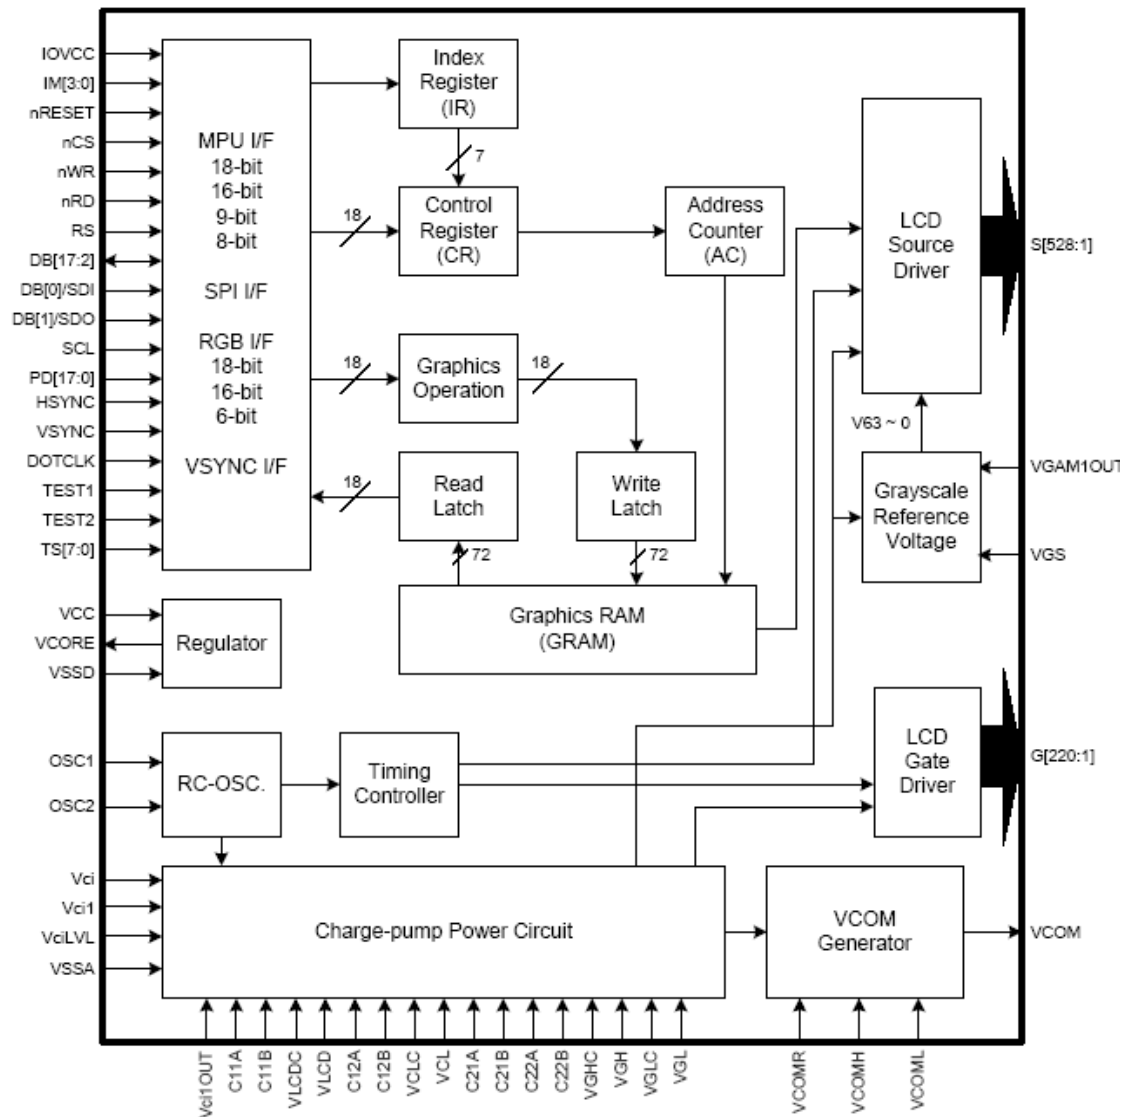 IOVCC
IM[3:0]
nRESET
nCS
nWR
nRD
RS
DB[17:2]
DB[0]/SDI
DB[1]/SDO
SCL
PD[17:0]
HSYNC
VSYNC
DOTCLK
TEST1
TEST2
TS[7:0]
MPU I/F
18-bit
16-bit
9-bit
8-bit
SPI I/F
RGB I/F
18-bit
16-bit
6-bit
VSYNC I/F
Index
Register
(IR)
7
18
Control
Register
(CR)
Address
Counter
(AC)
18
Graphics
Operation
18
18
Read
Latch
Write
Latch
72
72
Graphics RAM
(GRAM)
LCD
Source
Driver
S[528:1]
V63 ~ 0
Grayscale
Reference
Voltage
VGAM1OUT
VGS
VCC
VCORE
VSSD
Regulator
OSC1
OSC2
RC-OSC.
Timing
Controller
LCD
Gate
Driver
G[220:1]
Vci
Vci1
VciLVL
VSSA
Charge-pump Power Circuit
VCOM
Generator
VCOM
Vci1OUT
C11A
C11B
VLCDC
VLCD
C12A
C12B
VCLC
VCL
C21A
C21B
C22A
C22B
VGHC
VGH
VGLC
VGL
VCOMR
VCOMH
VCOML